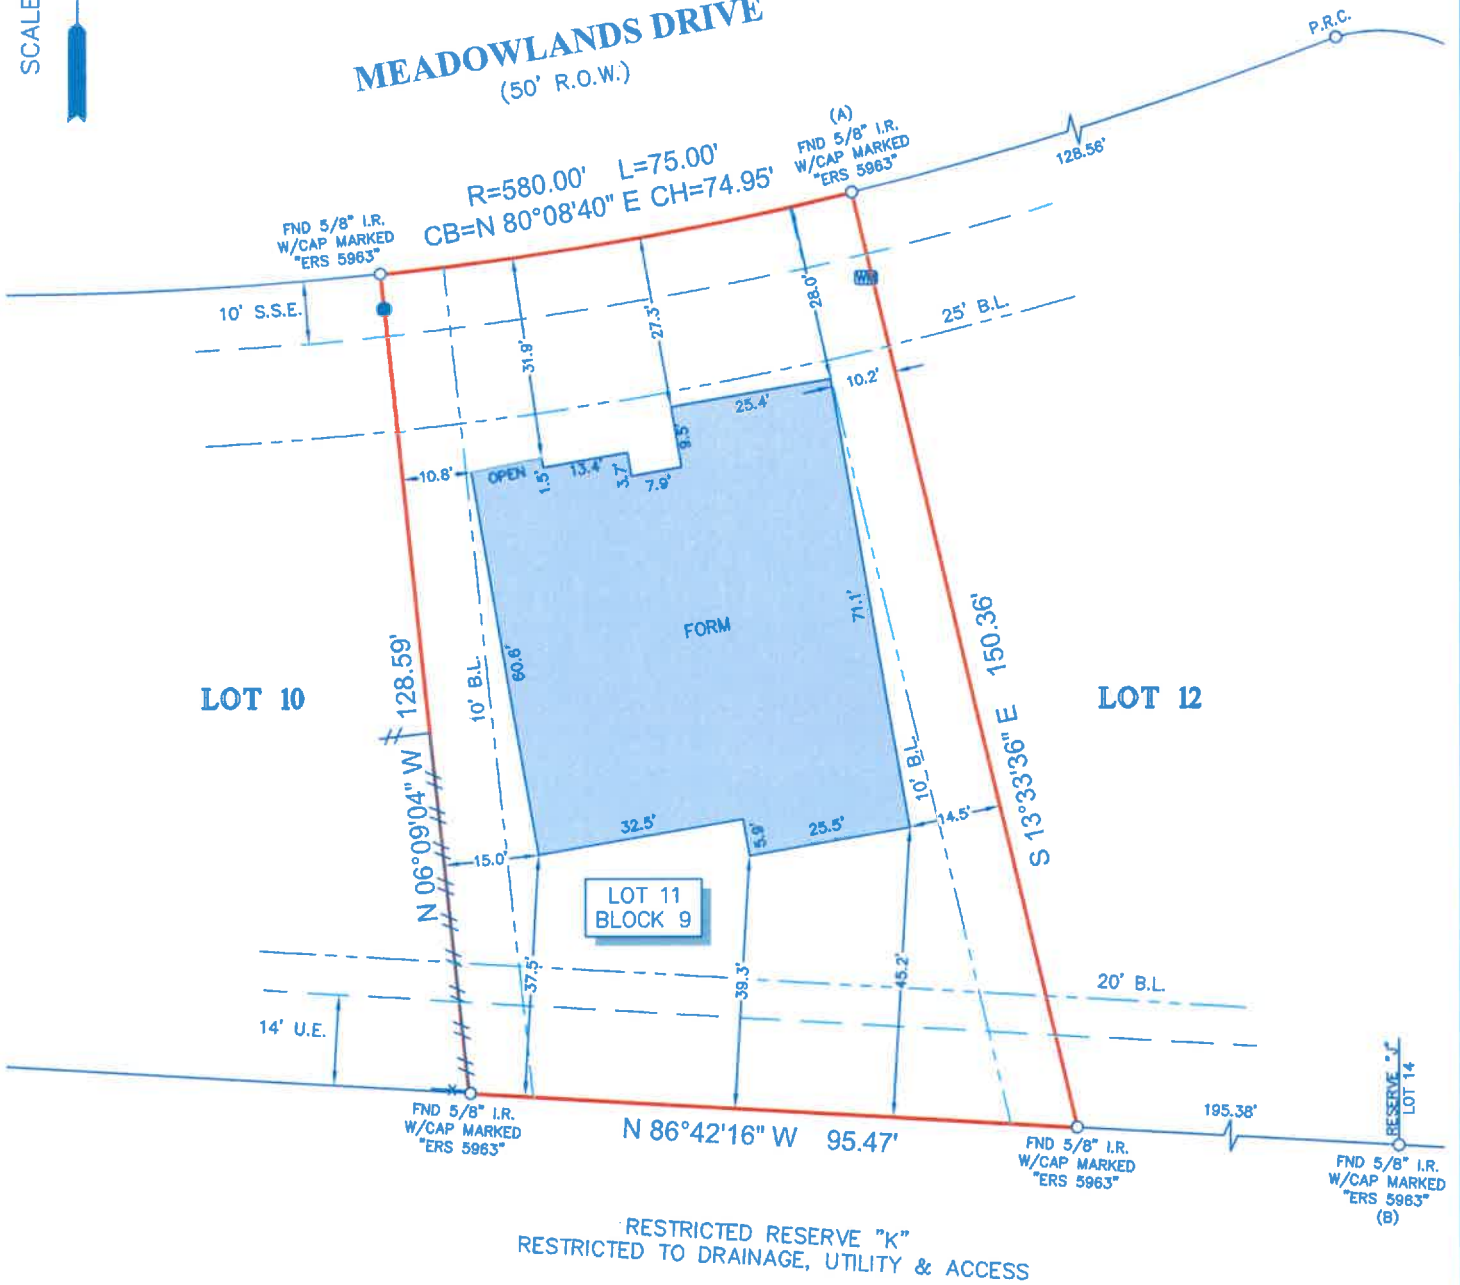 SCALE
MEADOWLANDS DRIVE
(50' R.O.W.)
P.R.C.
(A)
FND 5/8" I.R.
W/CAP MARKED
"ERS 5963"
128.56'
R=580.00' L=75.00'
CB=N 80°08'40" E CH=74.95'
FND 5/8" I.R.
W/CAP MARKED
"ERS 5963"
10' S.S.E.
WM
31.9'
27.3'
28.0'
25' B.L.
10.2'
25.4'
9.5'
10.8'
OPEN
1.5'
13.4'
3.7'
7.9'
FORM
60.6'
71.1'
10' B.L.
10' B.L.
LOT 10
LOT 12
N 06°09'04" W 128.59'
S 13°33'36" E 150.36'
32.5'
5.9'
25.5'
14.5'
15.0'
LOT 11
BLOCK 9
37.5'
39.3'
45.2'
20' B.L.
14' U.E.
FND 5/8" I.R.
W/CAP MARKED
"ERS 5963"
N 86°42'16" W 95.47'
FND 5/8" I.R.
W/CAP MARKED
"ERS 5963"
195.38'
RESERVE "J"
LOT 14
FND 5/8" I.R.
W/CAP MARKED
"ERS 5963"
(B)
RESTRICTED RESERVE "K"
RESTRICTED TO DRAINAGE, UTILITY & ACCESS